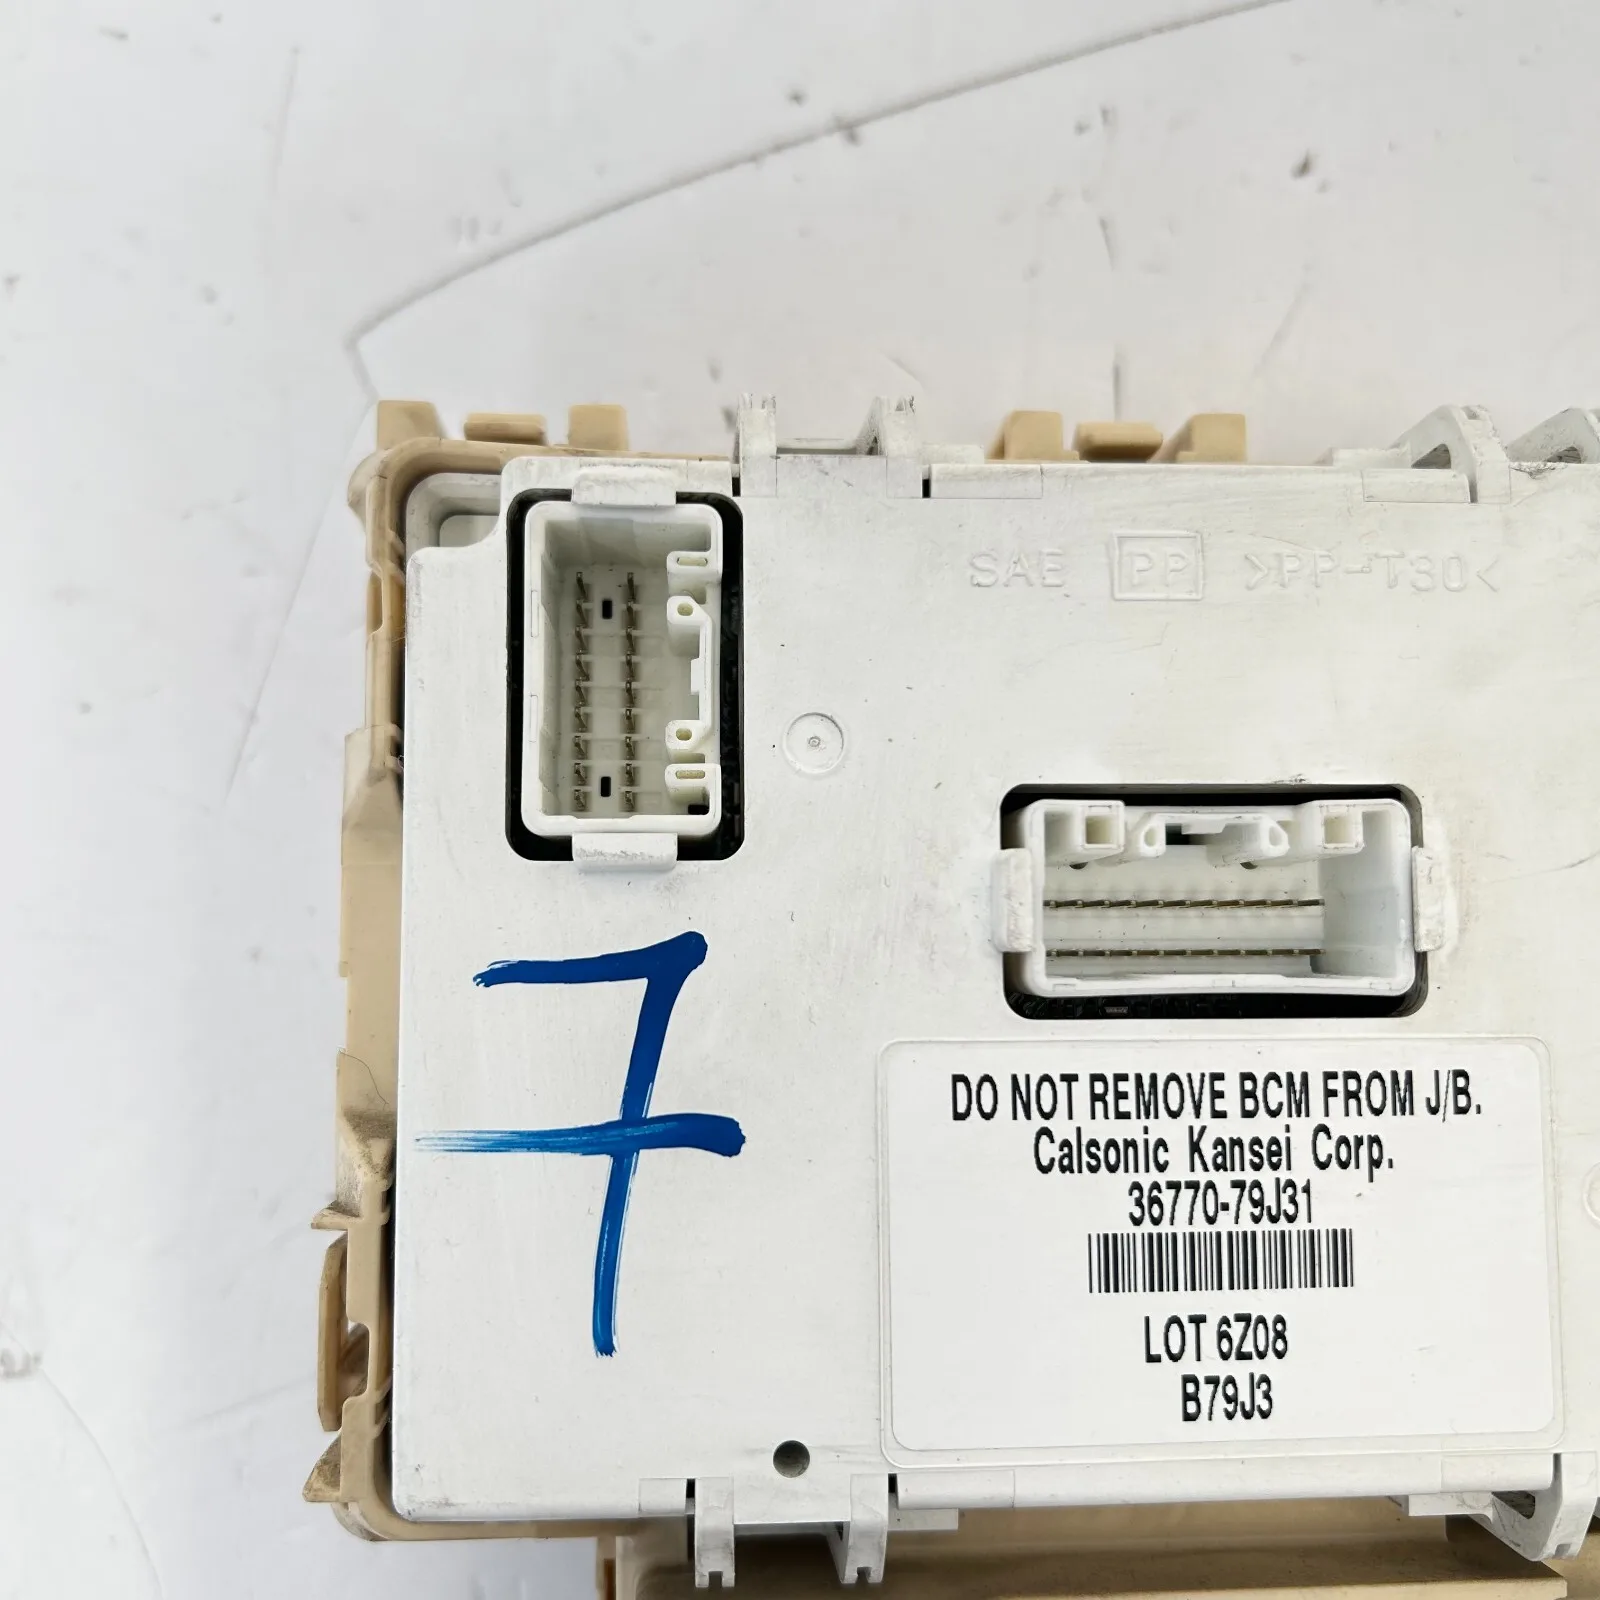 SAE PP >PP-T30<
7
DO NOT REMOVE BCM FROM J/B.
Calsonic Kansei Corp.
36770-79J31
LOT 6Z08
B79J3